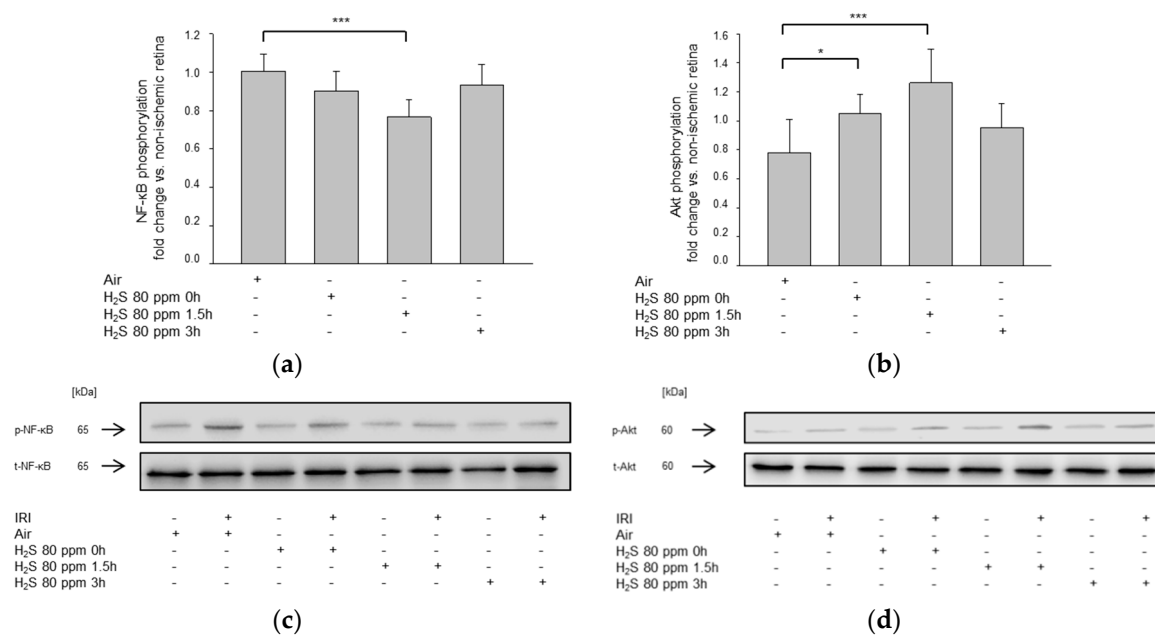 ***
NF-κB phosphorylation
fold change vs. non-ischemic retina
1.2
1.0
0.8
0.6
0.4
0.2
0.0
Air + - - -
H₂S 80 ppm 0h - + - -
H₂S 80 ppm 1.5h - - + -
H₂S 80 ppm 3h - - - +
(a)
***
*
Akt phosphorylation
fold change vs. non-ischemic retina
1.6
1.4
1.2
1.0
0.8
0.6
0.4
0.2
0.0
Air + - - -
H₂S 80 ppm 0h - + - -
H₂S 80 ppm 1.5h - - + -
H₂S 80 ppm 3h - - - +
(b)
[kDa]
p-NF-κB 65 →
t-NF-κB 65 →
IRI - + - + - + - +
Air + + - - - - - -
H₂S 80 ppm 0h - - + + - - - -
H₂S 80 ppm 1.5h - - - - + + - -
H₂S 80 ppm 3h - - - - - - + +
(c)
[kDa]
p-Akt 60 →
t-Akt 60 →
IRI - + - + - + - +
Air + + - - - - - -
H₂S 80 ppm 0h - - + + - - - -
H₂S 80 ppm 1.5h - - - - + + - -
H₂S 80 ppm 3h - - - - - - + +
(d)